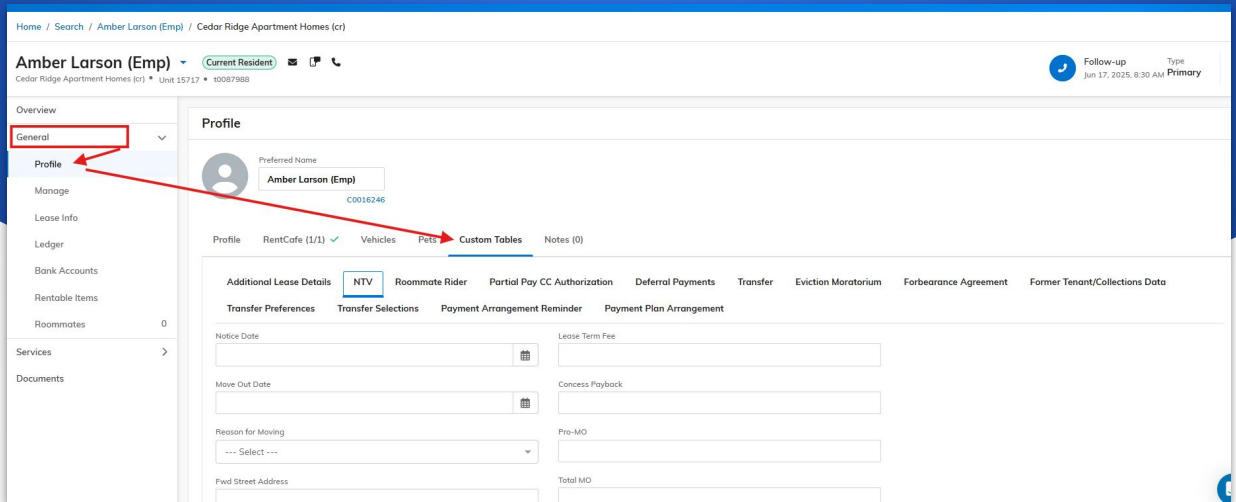 Home / Search / Amber Larson (Emp) / Cedar Ridge Apartment Homes (cr)
Amber Larson (Emp) Current Resident
Cedar Ridge Apartment Homes (cr) • Unit 15717 • t0087988
Follow-up Type
Jun 17, 2025, 8:30 AM Primary
Overview
General
Profile
Manage
Lease Info
Ledger
Bank Accounts
Rentable Items
Roommates 0
Services
Documents
Profile
Preferred Name
Amber Larson (Emp)
C0016246
Profile RentCafe (1/1) Vehicles Pets Custom Tables Notes (0)
Additional Lease Details NTV Roommate Rider Partial Pay CC Authorization Deferral Payments Transfer Eviction Moratorium Forbearance Agreement Former Tenant/Collections Data
Transfer Preferences Transfer Selections Payment Arrangement Reminder Payment Plan Arrangement
Notice Date Lease Term Fee
Move Out Date Concess Payback
Reason for Moving Pro-MO
--- Select ---
Fwd Street Address Total MO